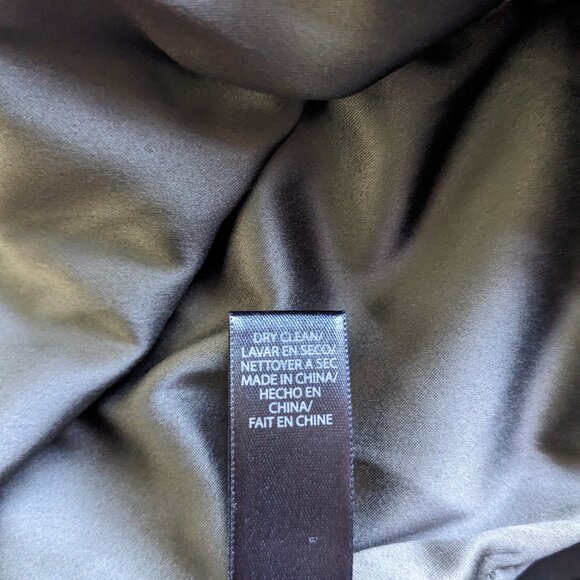 DRY CLEAN/
LAVAR EN SECO/
NETTOYER A SEC
MADE IN CHINA/
HECHO EN
CHINA/
FAIT EN CHINE